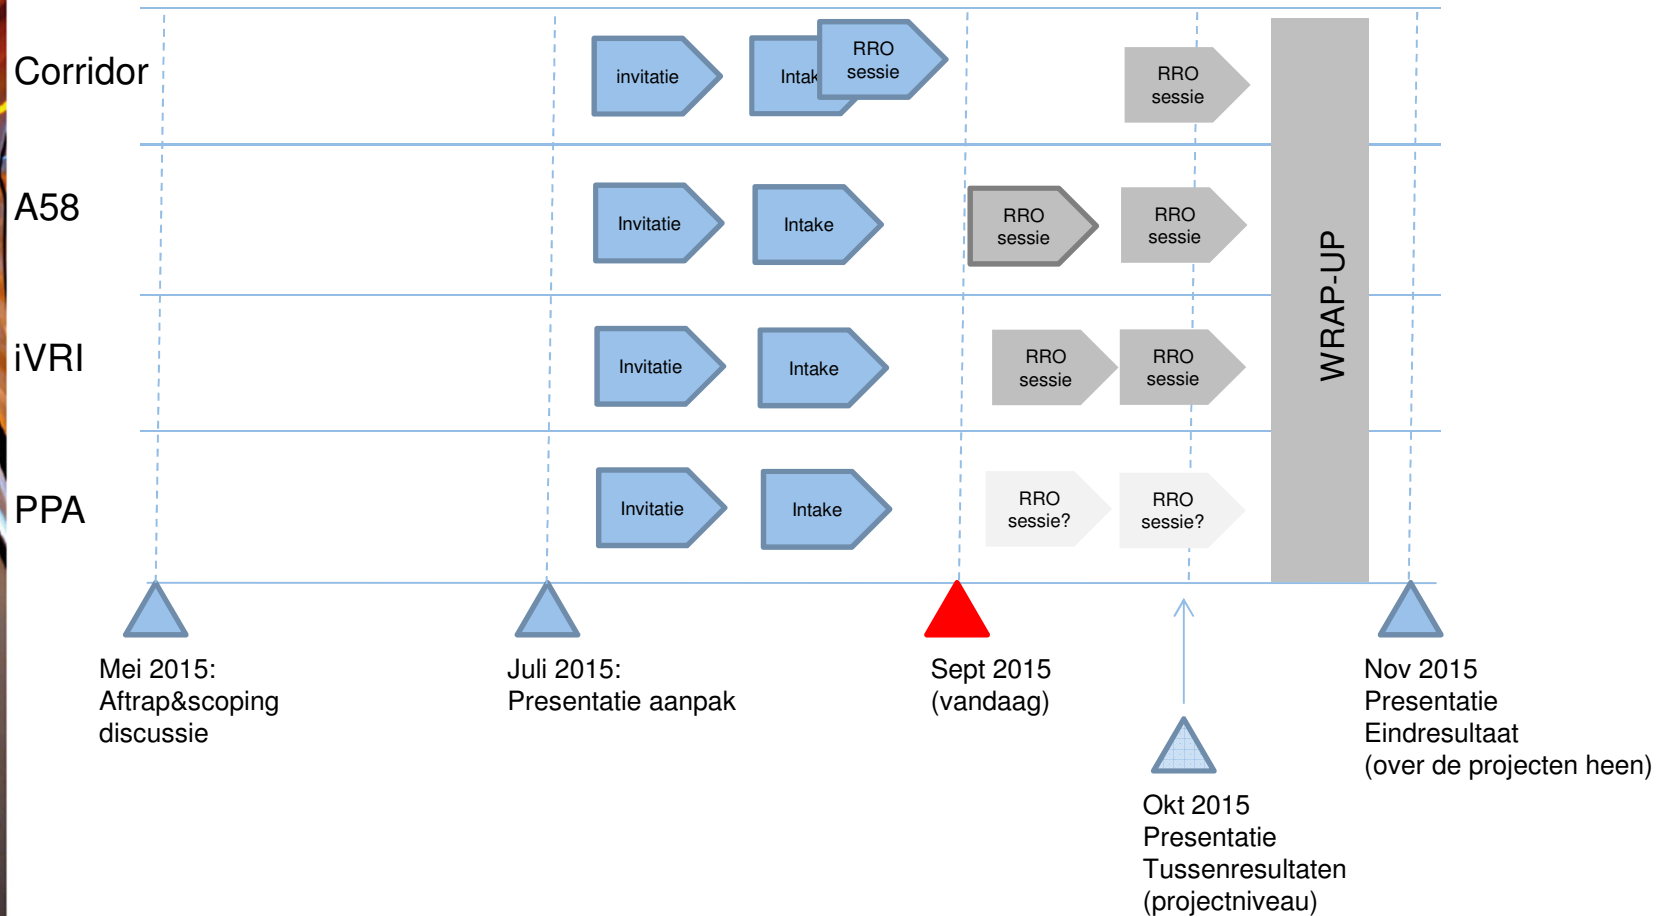 Corridor
invitatie
Intak
RRO
sessie
RRO
sessie
A58
Invitatie
Intake
RRO
sessie
RRO
sessie
iVRI
Invitatie
Intake
RRO
sessie
RRO
sessie
PPA
Invitatie
Intake
RRO
sessie?
RRO
sessie?
WRAP-UP
Mei 2015:
Aftrap&scoping
discussie
Juli 2015:
Presentatie aanpak
Sept 2015
(vandaag)
Okt 2015
Presentatie
Tussenresultaten
(projectniveau)
Nov 2015
Presentatie
Eindresultaat
(over de projecten heen)